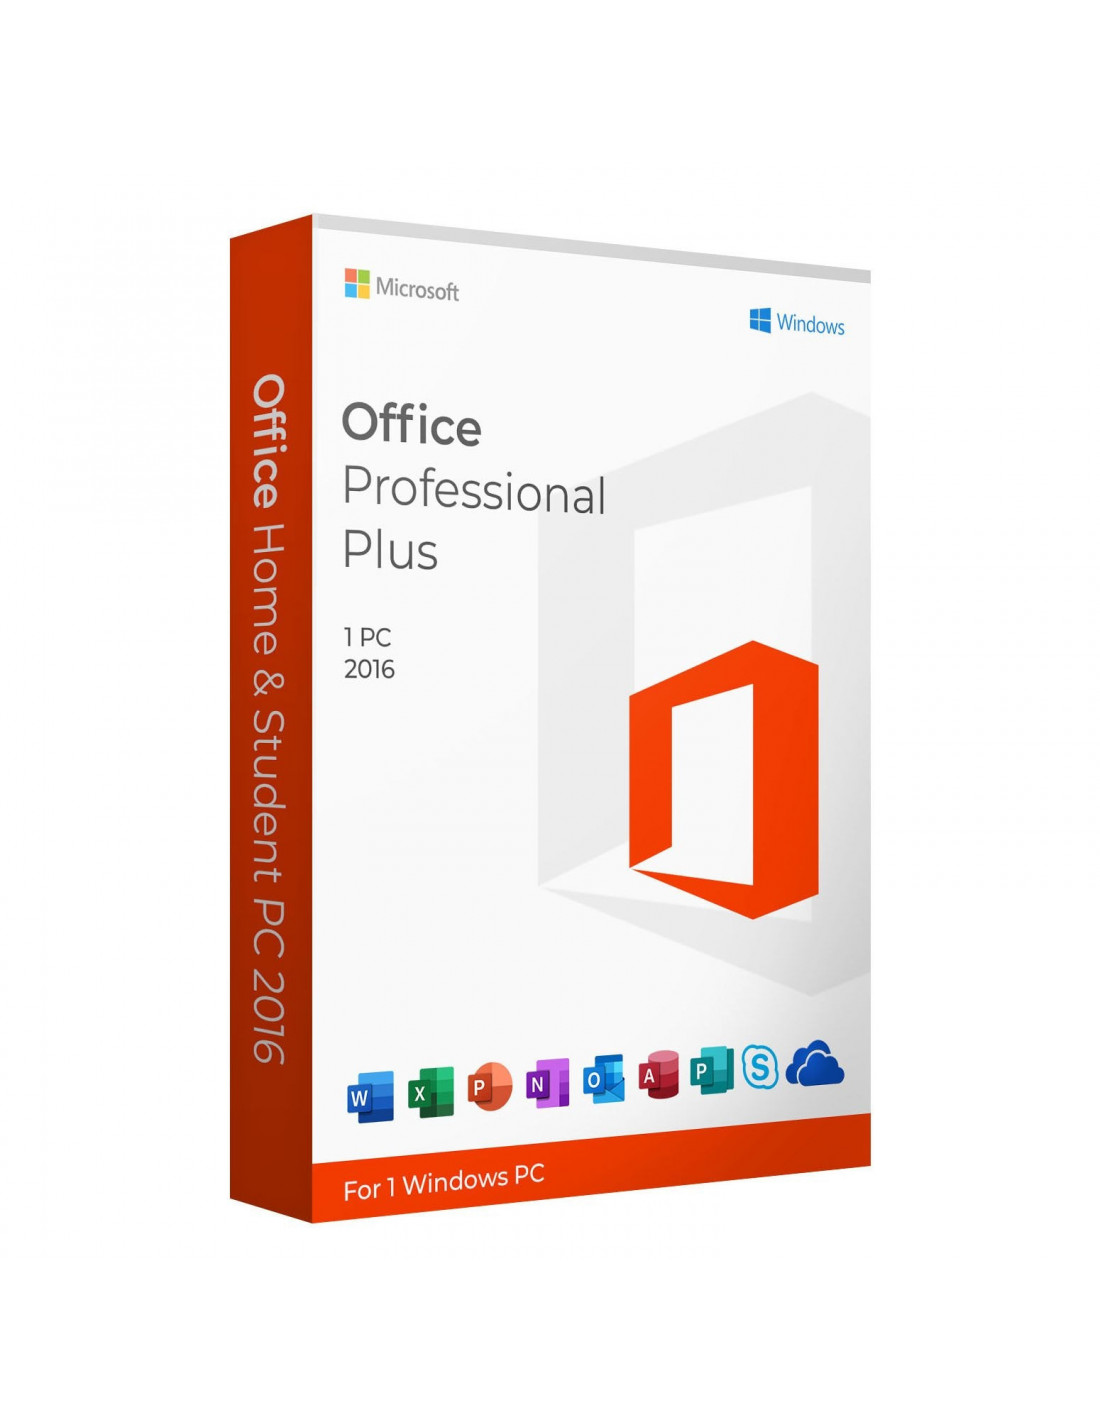 Microsoft
Windows
Office
Professional
Plus
1 PC
2016
Office Home & Student PC 2016
W
X
P
N
O
A
P
S
For 1 Windows PC